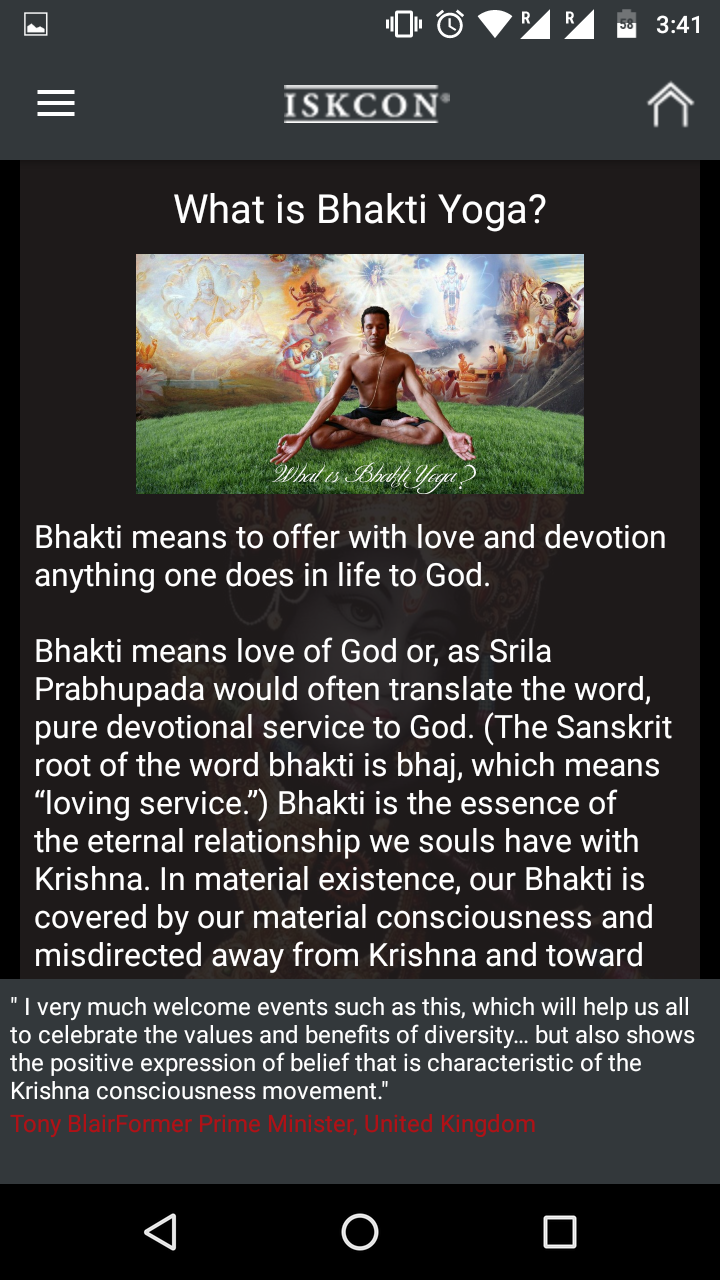 R R 58 3:41
ISKCON®
What is Bhakti Yoga?
What is Bhakti Yoga?
Bhakti means to offer with love and devotion
anything one does in life to God.
Bhakti means love of God or, as Srila
Prabhupada would often translate the word,
pure devotional service to God. (The Sanskrit
root of the word bhakti is bhaj, which means
“loving service.”) Bhakti is the essence of
the eternal relationship we souls have with
Krishna. In material existence, our Bhakti is
covered by our material consciousness and
misdirected away from Krishna and toward
" I very much welcome events such as this, which will help us all
to celebrate the values and benefits of diversity… but also shows
the positive expression of belief that is characteristic of the
Krishna consciousness movement."
Tony BlairFormer Prime Minister, United Kingdom